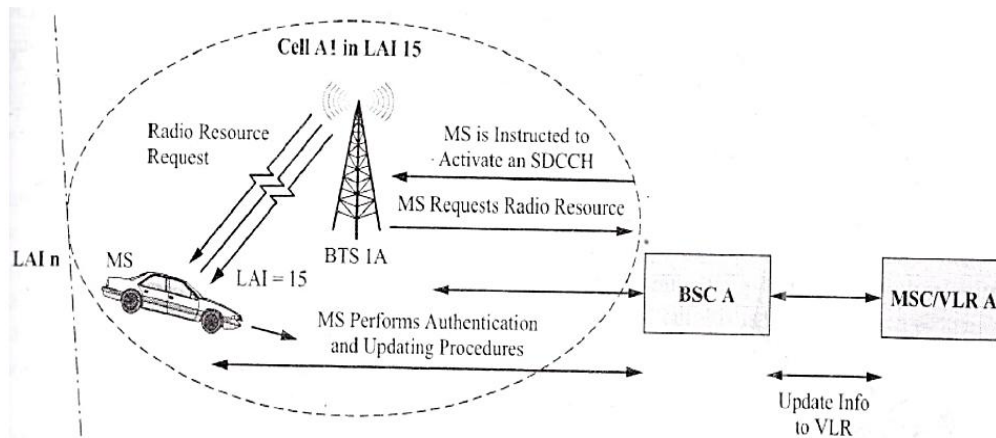 Cell A! in LAI 15
Radio Resource
Request
MS is Instructed to
Activate an SDCCH
MS Requests Radio Resource
BTS 1A
LAI n
MS
LAI = 15
BSC A
MSC/VLR A
MS Performs Authentication
and Updating Procedures
Update Info
to VLR